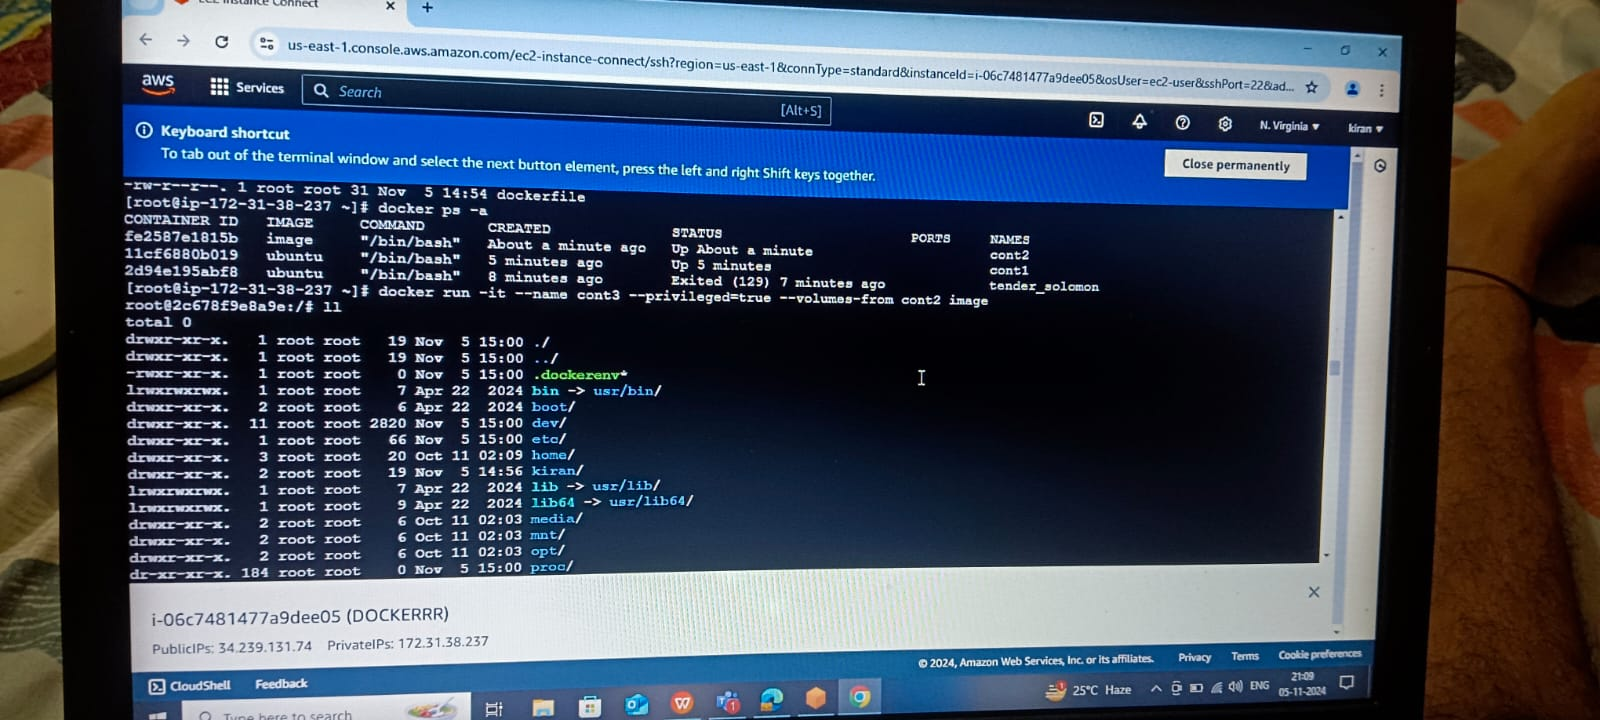 EC2 Instance Connect
us-east-1.console.aws.amazon.com/ec2-instance-connect/ssh?region=us-east-1&connType=standard&instanceId=i-06c7481477a9dee05&osUser=ec2-user&sshPort=22&ad...
aws Services Search [Alt+S] N. Virginia ▼ kiran ▼
Keyboard shortcut
To tab out of the terminal window and select the next button element, press the left and right Shift keys together.
Close permanently
-rw-r--r--. 1 root root 31 Nov  5 14:54 dockerfile
[root@ip-172-31-38-237 ~]# docker ps -a
CONTAINER ID   IMAGE     COMMAND       CREATED              STATUS                       PORTS     NAMES
fe2587e1815b   image     "/bin/bash"   About a minute ago   Up About a minute                      cont2
11cf6880b019   ubuntu    "/bin/bash"   5 minutes ago        Up 5 minutes                           cont1
2d94e195abf8   ubuntu    "/bin/bash"   8 minutes ago        Exited (129) 7 minutes ago             tender_solomon
[root@ip-172-31-38-237 ~]# docker run -it --name cont3 --privileged=true --volumes-from cont2 image
root@2c678f9e8a9e:/# ll
total 0
drwxr-xr-x.   1 root root   19 Nov  5 15:00 ./
drwxr-xr-x.   1 root root   19 Nov  5 15:00 ../
-rwxr-xr-x.   1 root root    0 Nov  5 15:00 .dockerenv*
lrwxrwxrwx.   1 root root    7 Apr 22  2024 bin -> usr/bin/
drwxr-xr-x.   2 root root    6 Apr 22  2024 boot/
drwxr-xr-x.  11 root root 2820 Nov  5 15:00 dev/
drwxr-xr-x.   1 root root   66 Nov  5 15:00 etc/
drwxr-xr-x.   3 root root   20 Oct 11 02:09 home/
drwxr-xr-x.   2 root root   19 Nov  5 14:56 kiran/
lrwxrwxrwx.   1 root root    7 Apr 22  2024 lib -> usr/lib/
lrwxrwxrwx.   1 root root    9 Apr 22  2024 lib64 -> usr/lib64/
drwxr-xr-x.   2 root root    6 Oct 11 02:03 media/
drwxr-xr-x.   2 root root    6 Oct 11 02:03 mnt/
drwxr-xr-x.   2 root root    6 Oct 11 02:03 opt/
dr-xr-xr-x. 184 root root    0 Nov  5 15:00 proc/
i-06c7481477a9dee05 (DOCKERRR)
PublicIPs: 34.239.131.74 PrivateIPs: 172.31.38.237
© 2024, Amazon Web Services, Inc. or its affiliates. Privacy Terms Cookie preferences
CloudShell Feedback
Type here to search
25°C Haze ENG 21:09
05-11-2024